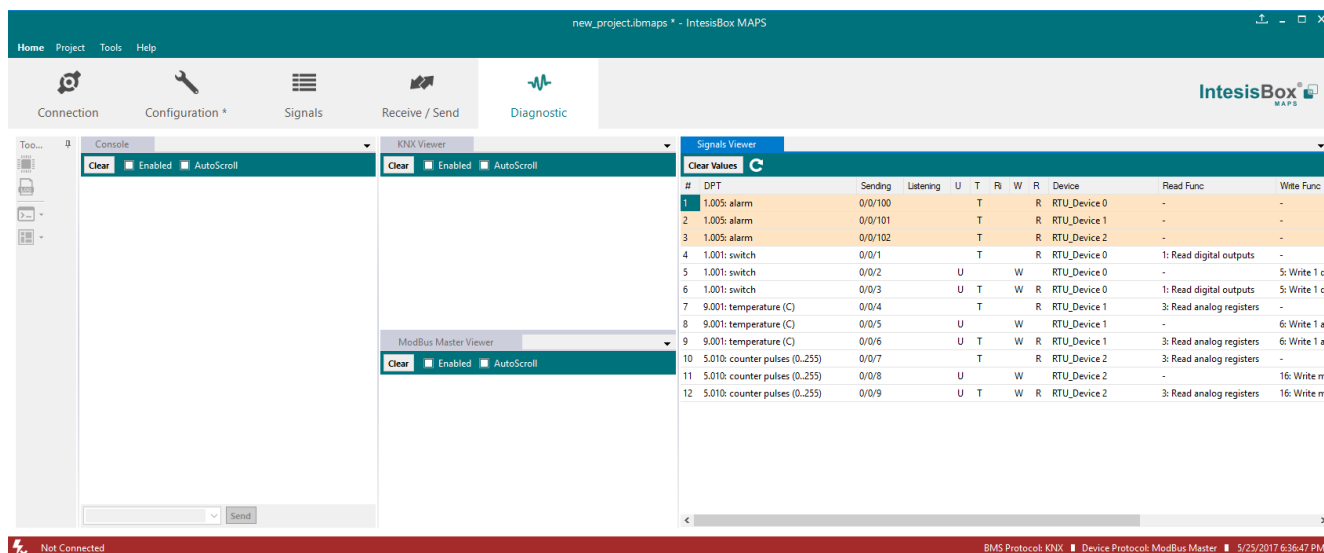 new_project.ibmaps * - IntesisBox MAPS
Home Project Tools Help
Connection Configuration * Signals Receive / Send Diagnostic
IntesisBox®
MAPS
Too... Console KNX Viewer Signals Viewer
Clear Enabled AutoScroll Clear Enabled AutoScroll Clear Values
# DPT Sending Listening U T Ri W R Device Read Func Write Func
1 1.005: alarm 0/0/100 T R RTU_Device 0 - -
2 1.005: alarm 0/0/101 T R RTU_Device 1 - -
3 1.005: alarm 0/0/102 T R RTU_Device 2 - -
4 1.001: switch 0/0/1 T R RTU_Device 0 1: Read digital outputs -
5 1.001: switch 0/0/2 U W RTU_Device 0 - 5: Write 1
6 1.001: switch 0/0/3 U T W R RTU_Device 0 1: Read digital outputs 5: Write 1
7 9.001: temperature (C) 0/0/4 T R RTU_Device 1 3: Read analog registers -
8 9.001: temperature (C) 0/0/5 U W RTU_Device 1 - 6: Write 1 a
9 9.001: temperature (C) 0/0/6 U T W R RTU_Device 1 3: Read analog registers 6: Write 1 a
10 5.010: counter pulses (0..255) 0/0/7 T R RTU_Device 2 3: Read analog registers -
11 5.010: counter pulses (0..255) 0/0/8 U W RTU_Device 2 - 16: Write
12 5.010: counter pulses (0..255) 0/0/9 U T W R RTU_Device 2 3: Read analog registers 16: Write
ModBus Master Viewer
Clear Enabled AutoScroll
Send
Not Connected BMS Protocol: KNX Device Protocol: ModBus Master 5/25/2017 6:36:47 PM